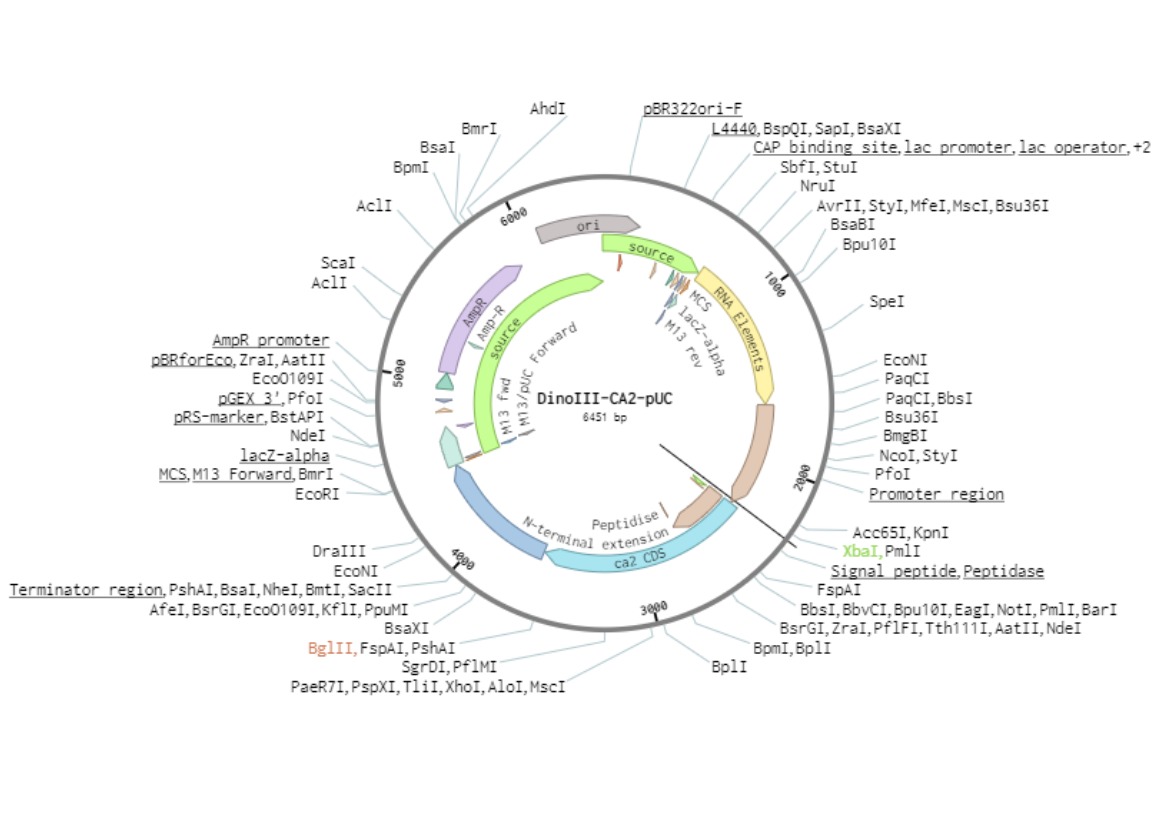 AhdI
BmrI
BsaI
BpmI
AclI
ScaI
AclI
AmpR promoter
pBRforEco,ZraI,AatII
EcoO109I
pGEX 3',PfoI
pRS-marker,BstAPI
NdeI
lacZ-alpha
MCS,M13 Forward,BmrI
EcoRI
DraIII
EcoNI
Terminator region,PshAI,BsaI,NheI,BmtI,SacII
AfeI,BsrGI,EcoO109I,KflI,PpuMI
BsaXI
BglII,FspAI,PshAI
SgrDI,PflMI
PaeR7I,PspXI,TliI,XhoI,AloI,MscI
pBR322ori-F
L4440,BspQI,SapI,BsaXI
CAP binding site,lac promoter,lac operator,+2
SbfI,StuI
NruI
AvrII,StyI,MfeI,MscI,Bsu36I
BsaBI
Bpu10I
SpeI
EcoNI
PaqCI
PaqCI,BbsI
Bsu36I
BmgBI
NcoI,StyI
PfoI
Promoter region
Acc65I,KpnI
XbaI,PmlI
Signal peptide,Peptidase
FspAI
BbsI,BbvCI,Bpu10I,EagI,NotI,PmlI,BarI
BsrGI,ZraI,PflFI,Tth111I,AatII,NdeI
BpmI,BplI
BplI
6000
1000
2000
3000
4000
5000
ori
source
RNA Elements
MCS
lacZ-alpha
M13 rev
AmpR
Amp-R
source
M13 fwd
M13/pUC Forward
DinoIII-CA2-pUC
6451 bp
Peptidise
N-terminal extension
ca2 CDS